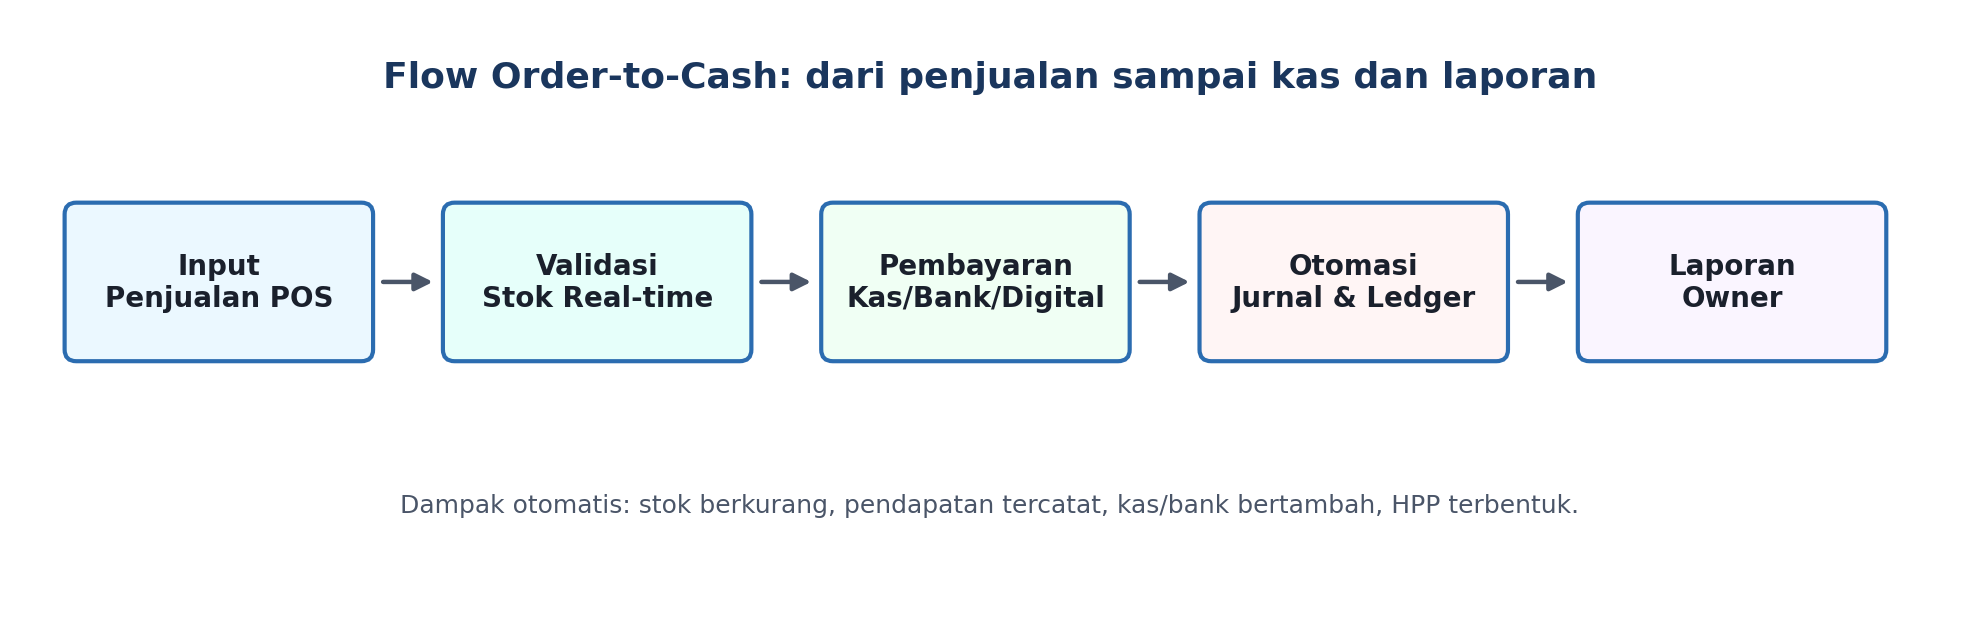 Flow Order-to-Cash: dari penjualan sampai kas dan laporan
Input
Penjualan POS
Validasi
Stok Real-time
Pembayaran
Kas/Bank/Digital
Otomasi
Jurnal & Ledger
Laporan
Owner
Dampak otomatis: stok berkurang, pendapatan tercatat, kas/bank bertambah, HPP terbentuk.